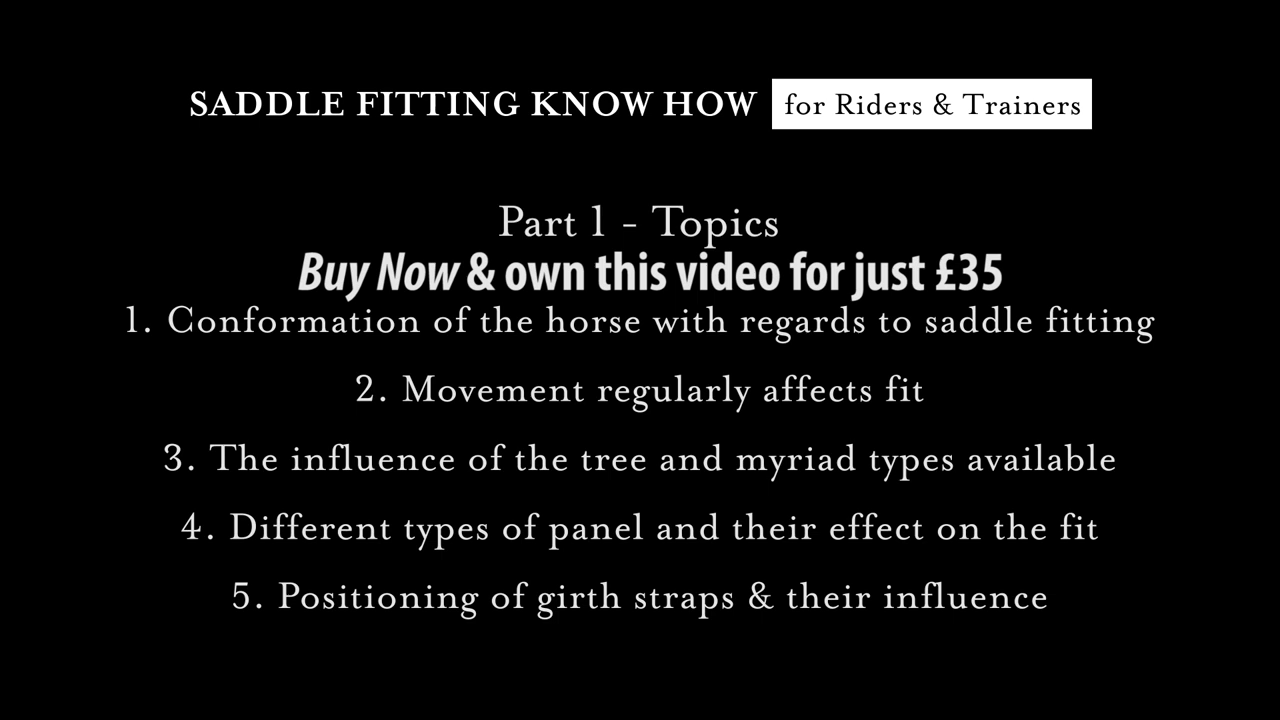 SADDLE FITTING KNOW HOW for Riders & Trainers
Part 1 - Topics
Buy Now & own this video for just £35
1. Conformation of the horse with regards to saddle fitting
2. Movement regularly affects fit
3. The influence of the tree and myriad types available
4. Different types of panel and their effect on the fit
5. Positioning of girth straps & their influence